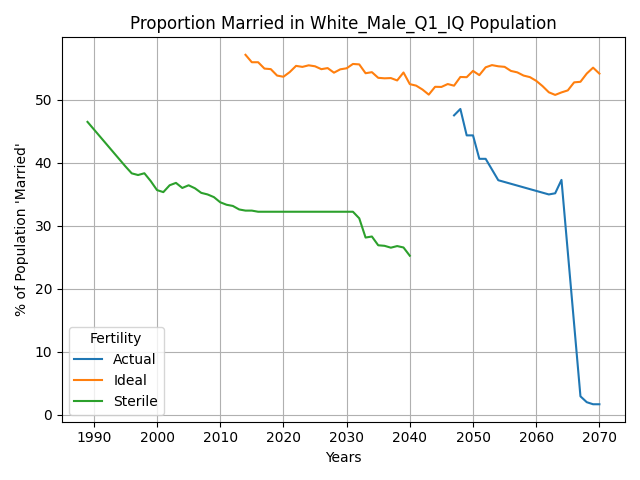 Proportion Married in White_Male_Q1_IQ Population
% of Population 'Married'
50
40
30
20
10
0
Fertility
Actual
Ideal
Sterile
1990 2000 2010 2020 2030 2040 2050 2060 2070
Years